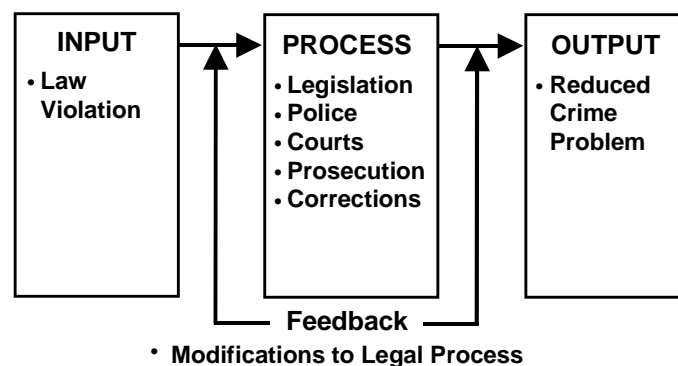 INPUT
• Law
Violation
PROCESS
• Legislation
• Police
• Courts
• Prosecution
• Corrections
OUTPUT
• Reduced
Crime
Problem
Feedback
• Modifications to Legal Process